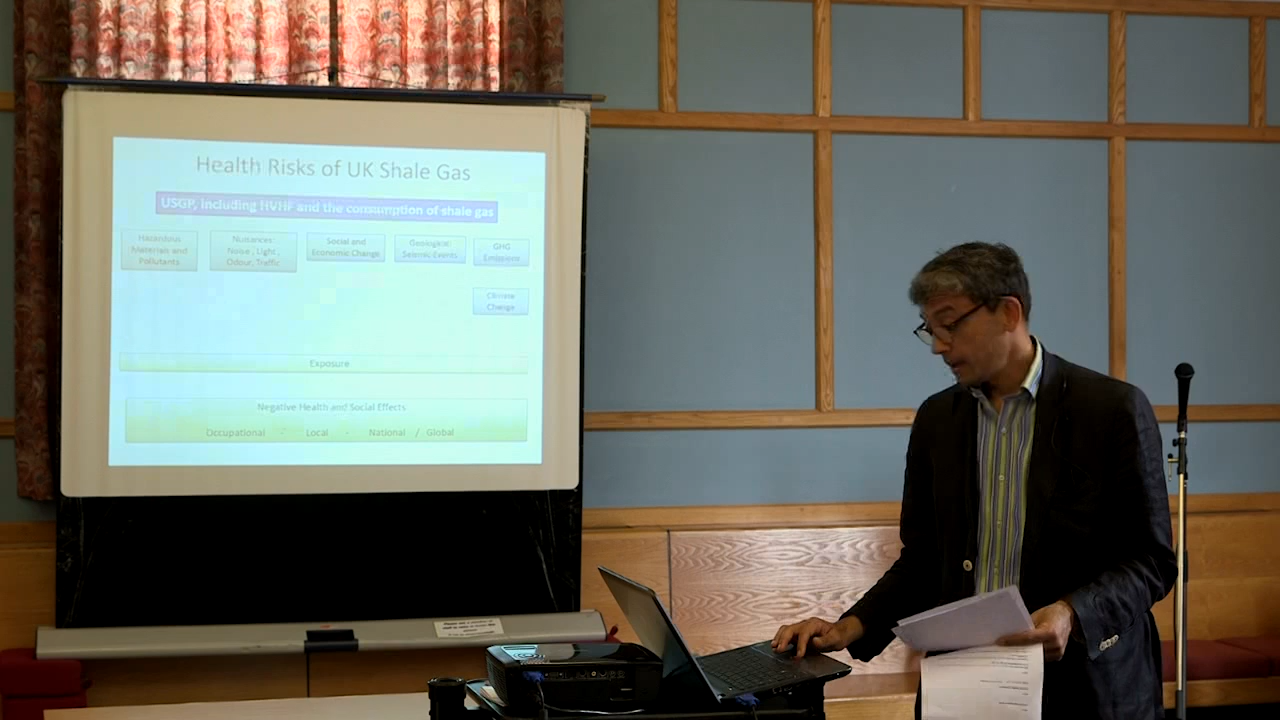 Health Risks of UK Shale Gas
USGP, including HVHF and the consumption of shale gas
Hazardous
Materials and
Pollutants
Nuisances:
Noise , Light ,
Odour, Traffic
Social and
Economic Change
Geological:
Seismic Events
GHG
Emissions
Climate
Change
Exposure
Negative Health and Social Effects
Occupational - Local - National / Global